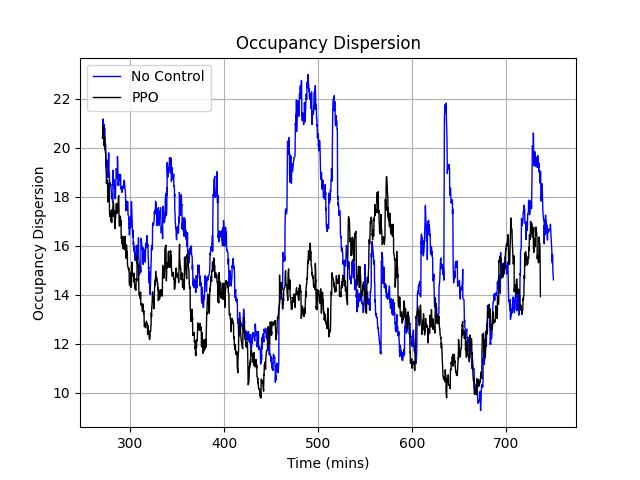 Occupancy Dispersion
No Control
PPO
Occupancy Dispersion
22
20
18
16
14
12
10
300 400 500 600 700
Time (mins)